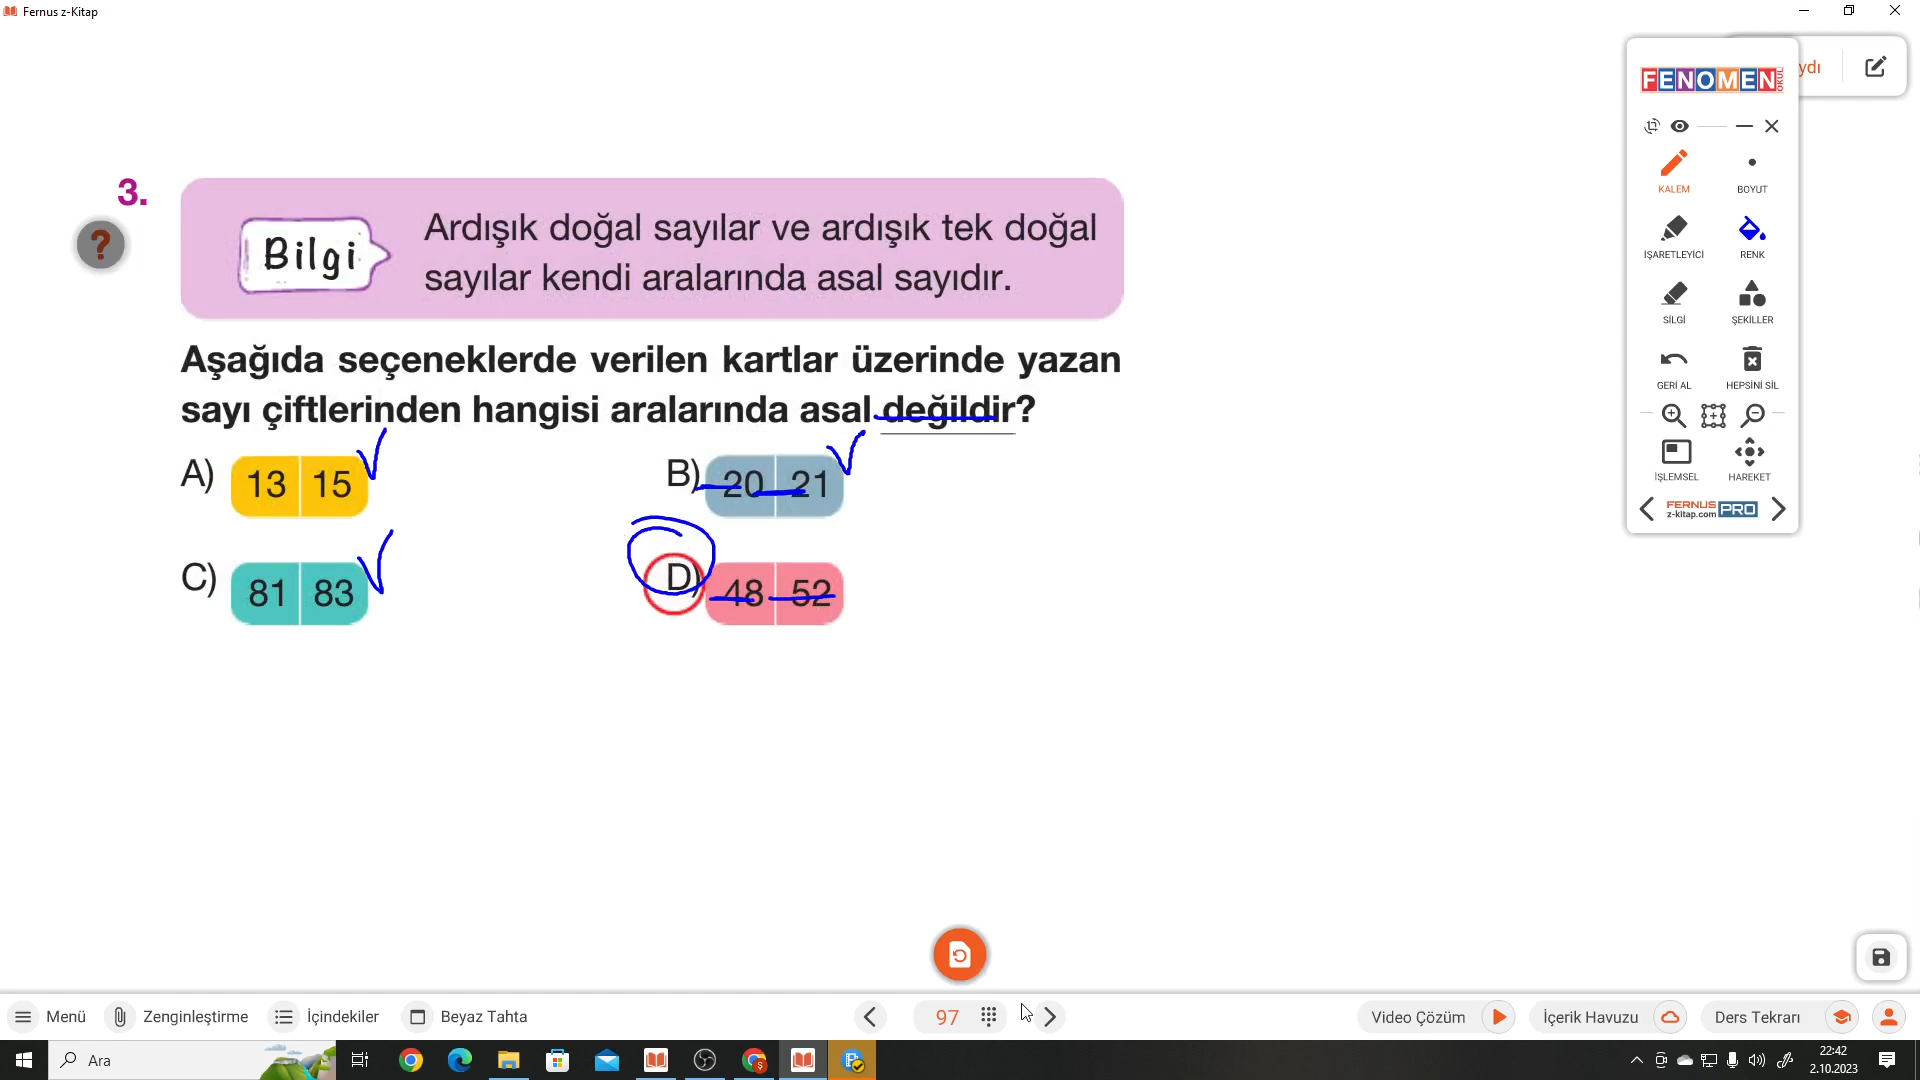 Fernus z-Kitap
ydı
FENOMEN OKUL
KALEM
BOYUT
İŞARETLEYİCİ
RENK
SİLGİ
ŞEKİLLER
GERİ AL
HEPSİNİ SİL
İŞLEMSEL
HAREKET
FERNUS
z-kitap.com PRO
3.
?
Bilgi
Ardışık doğal sayılar ve ardışık tek doğal
sayılar kendi aralarında asal sayıdır.
Aşağıda seçeneklerde verilen kartlar üzerinde yazan
sayı çiftlerinden hangisi aralarında asal değildir?
A) 13 15
B) 20 21
C) 81 83
D) 48 52
Menü
Zenginleştirme
İçindekiler
Beyaz Tahta
97
Video Çözüm
İçerik Havuzu
Ders Tekrarı
Ara
22:42
2.10.2023